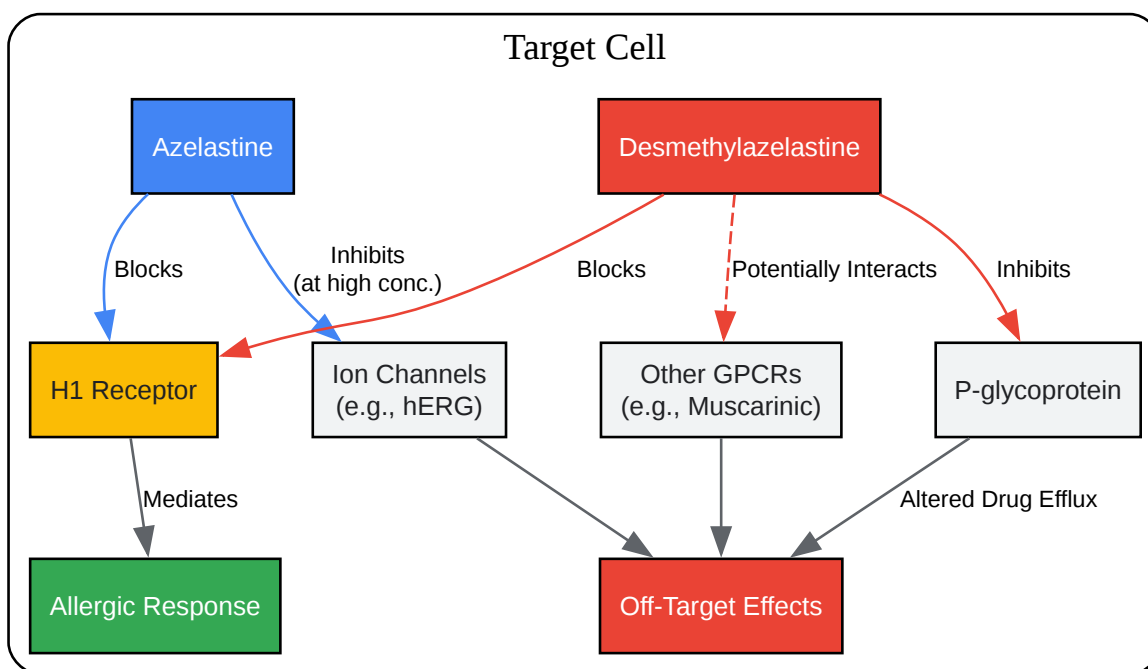 Target Cell
Azelastine
Desmethylazelastine
Blocks
Inhibits
(at high conc.)
Blocks
Potentially Interacts
Inhibits
H1 Receptor
Ion Channels
(e.g., hERG)
Other GPCRs
(e.g., Muscarinic)
P-glycoprotein
Mediates
Altered Drug Efflux
Allergic Response
Off-Target Effects